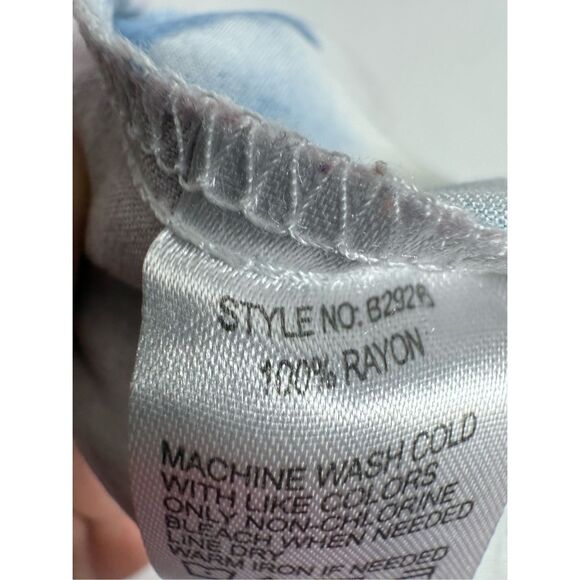 STYLE NO: B2926
100% RAYON
MACHINE WASH COLD
WITH LIKE COLORS
ONLY NON-CHLORINE
BLEACH WHEN NEEDED
LINE DRY
WARM IRON IF NEEDED